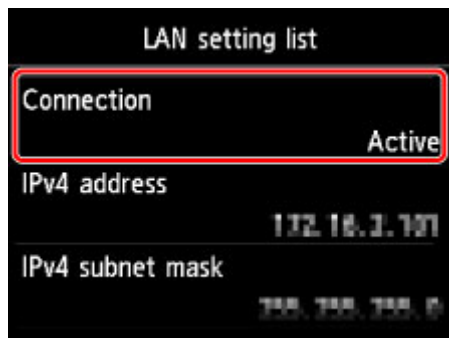 LAN setting list
Connection
Active
IPv4 address
IPv4 subnet mask